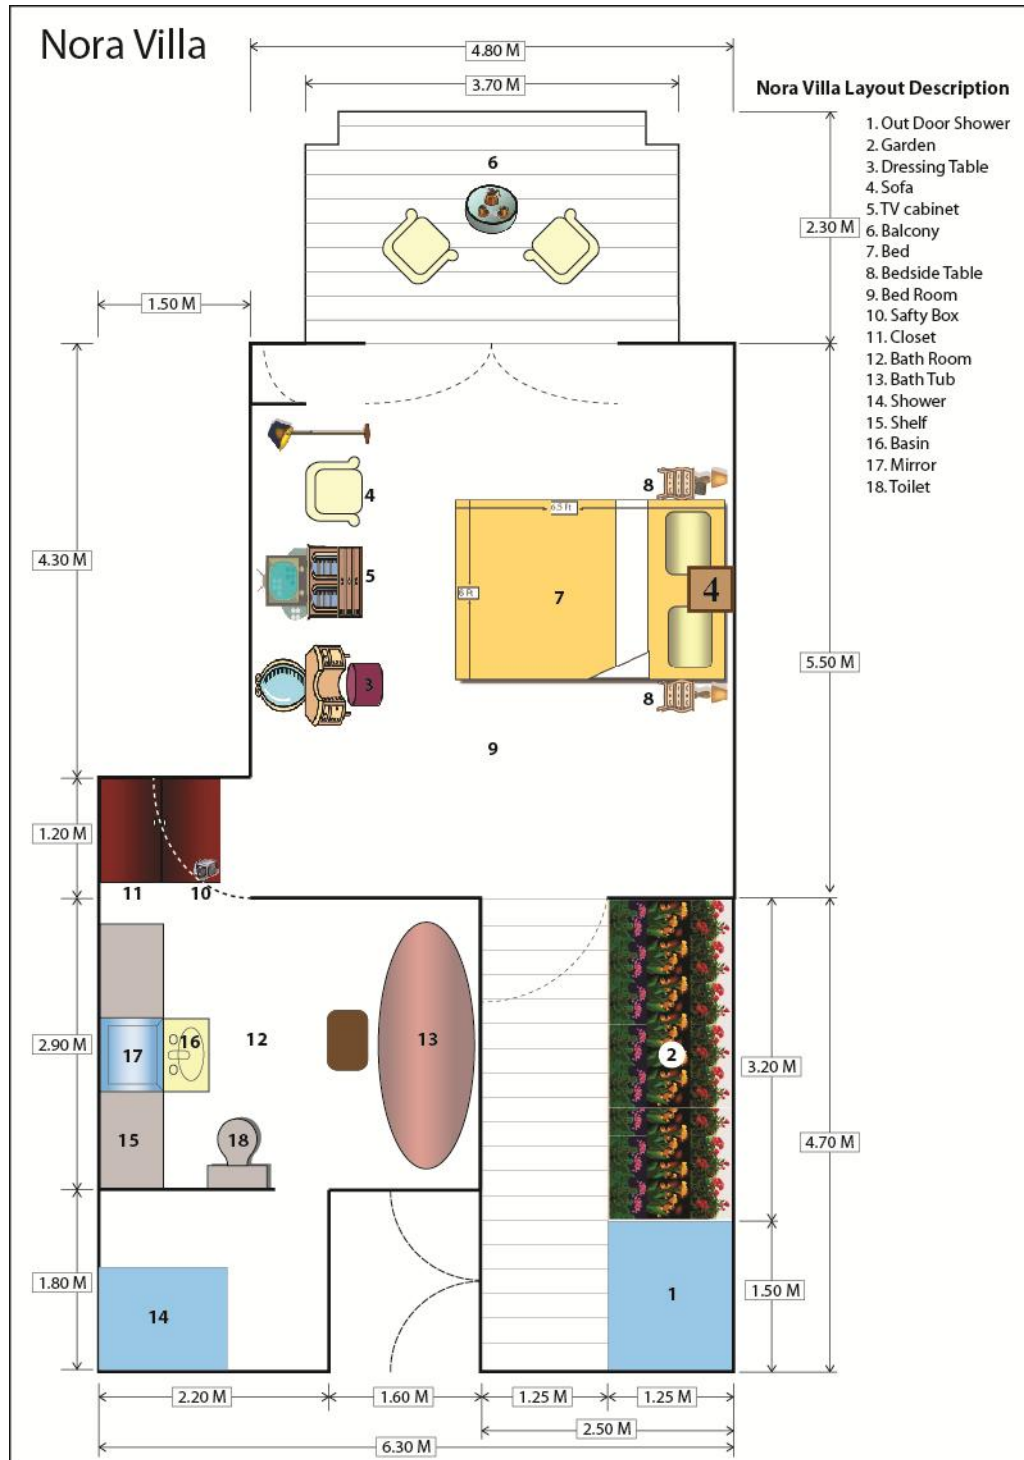 Nora Villa
4.80 M
3.70 M
Nora Villa Layout Description
1. Out Door Shower
2. Garden
3. Dressing Table
4. Sofa
5. TV cabinet
6. Balcony
7. Bed
8. Bedside Table
9. Bed Room
10. Safty Box
11. Closet
12. Bath Room
13. Bath Tub
14. Shower
15. Shelf
16. Basin
17. Mirror
18. Toilet
6
2.30 M
1.50 M
8
4
6.5 Ft
4.30 M
5
6 Ft
7
4
3
8
5.50 M
9
1.20 M
11
10
2.90 M
17
16
12
13
2
3.20 M
15
18
4.70 M
1.80 M
14
1
1.50 M
2.20 M
1.60 M
1.25 M
1.25 M
2.50 M
6.30 M